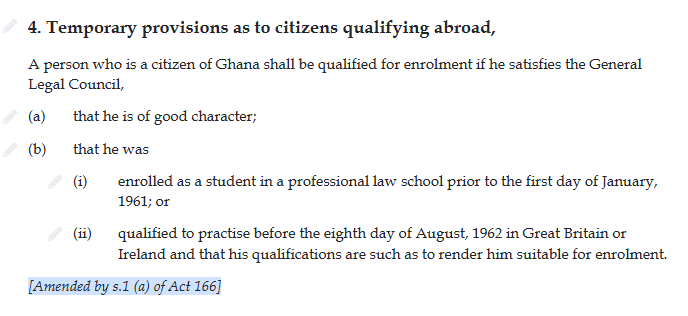 4. Temporary provisions as to citizens qualifying abroad,
A person who is a citizen of Ghana shall be qualified for enrolment if he satisfies the General
Legal Council,
(a) that he is of good character;
(b) that he was
(i) enrolled as a student in a professional law school prior to the first day of January,
1961; or
(ii) qualified to practise before the eighth day of August, 1962 in Great Britain or
Ireland and that his qualifications are such as to render him suitable for enrolment.
[Amended by s.1 (a) of Act 166]